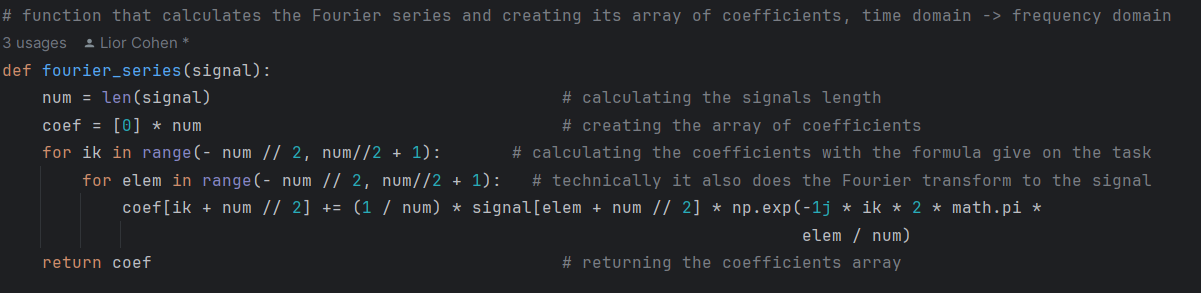 # function that calculates the Fourier series and creating its array of coefficients, time domain -> frequency domain
3 usages  Lior Cohen *
def fourier_series(signal):
    num = len(signal)                                   # calculating the signals length
    coef = [0] * num                                    # creating the array of coefficients
    for ik in range(- num // 2, num//2 + 1):       # calculating the coefficients with the formula give on the task
        for elem in range(- num // 2, num//2 + 1):   # technically it also does the Fourier transform to the signal
            coef[ik + num // 2] += (1 / num) * signal[elem + num // 2] * np.exp(-1j * ik * 2 * math.pi *
                                                                                elem / num)
    return coef                                         # returning the coefficients array